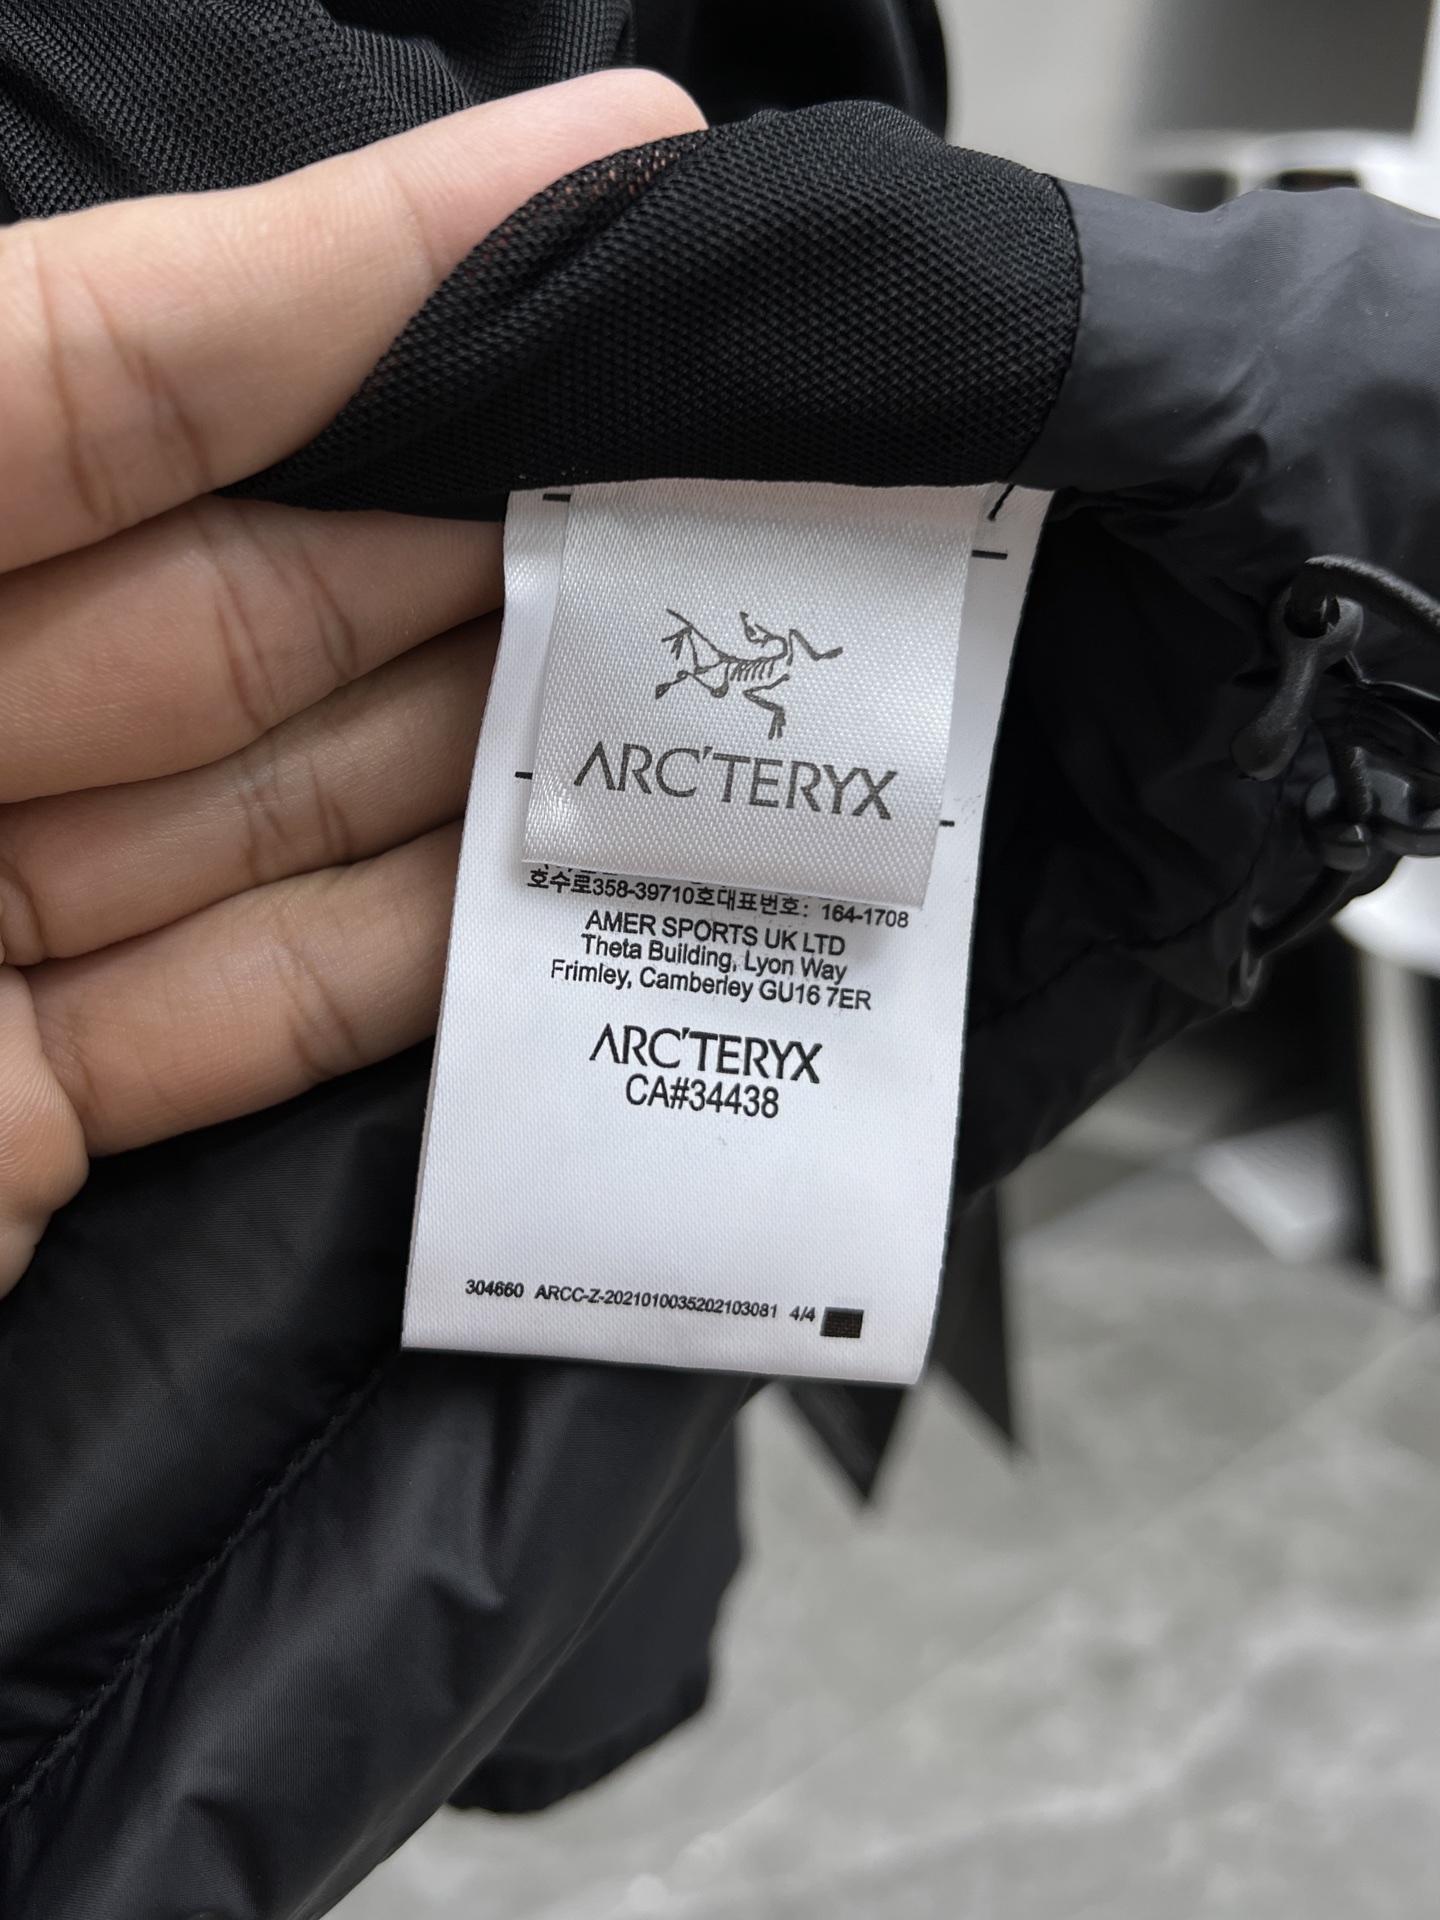 ARC'TERYX
호수로358-39710호대표번호: 164-1708
AMER SPORTS UK LTD
Theta Building, Lyon Way
Frimley, Camberley GU16 7ER
ARC'TERYX
CA#34438
304660 ARCC-Z-2021010035202103081 4/4